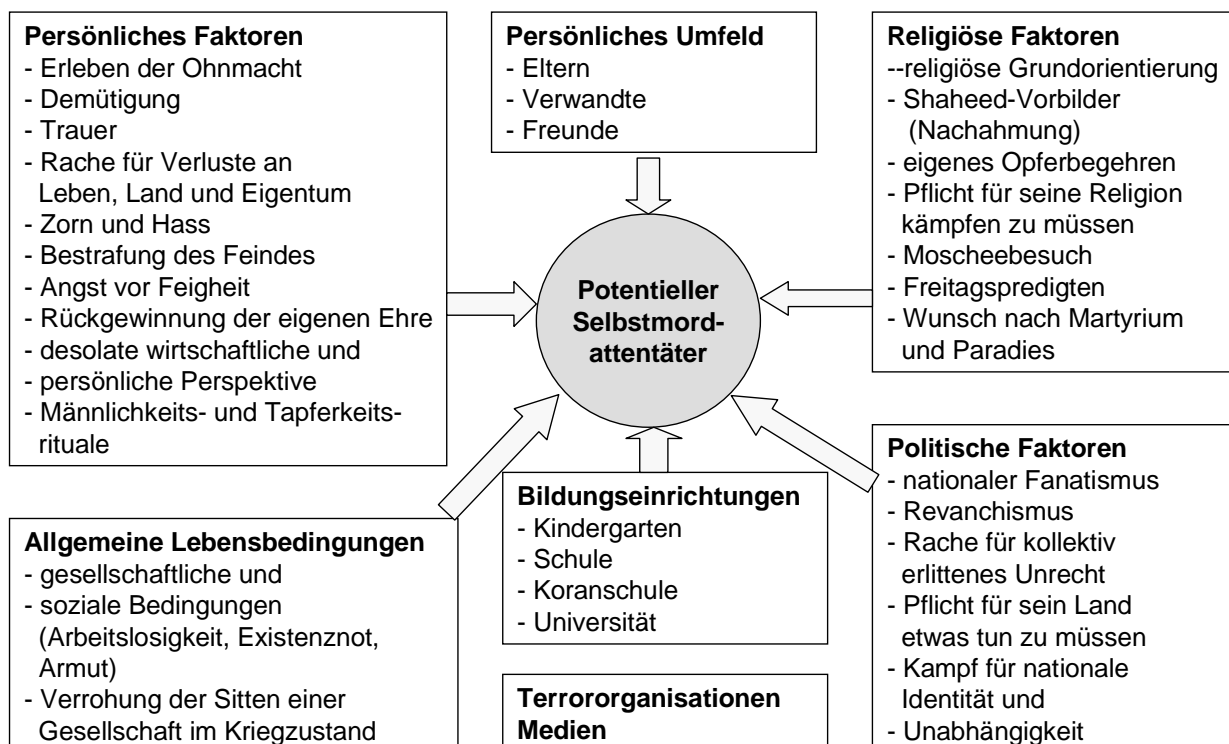 Persönliches Faktoren
- Erleben der Ohnmacht
- Demütigung
- Trauer
- Rache für Verluste an
Leben, Land und Eigentum
- Zorn und Hass
- Bestrafung des Feindes
- Angst vor Feigheit
- Rückgewinnung der eigenen Ehre
- desolate wirtschaftliche und
- persönliche Perspektive
- Männlichkeits- und Tapferkeits-
rituale
Persönliches Umfeld
- Eltern
- Verwandte
- Freunde
Religiöse Faktoren
--religiöse Grundorientierung
- Shaheed-Vorbilder
(Nachahmung)
- eigenes Opferbegehren
- Pflicht für seine Religion
kämpfen zu müssen
- Moscheebesuch
- Freitagspredigten
- Wunsch nach Martyrium
und Paradies
Potentieller
Selbstmord-
attentäter
Allgemeine Lebensbedingungen
- gesellschaftliche und
- soziale Bedingungen
(Arbeitslosigkeit, Existenznot,
Armut)
- Verrohung der Sitten einer
Gesellschaft im Kriegzustand
Bildungseinrichtungen
- Kindergarten
- Schule
- Koranschule
- Universität
Terrororganisationen
Medien
Politische Faktoren
- nationaler Fanatismus
- Revanchismus
- Rache für kollektiv
erlittenes Unrecht
- Pflicht für sein Land
etwas tun zu müssen
- Kampf für nationale
Identität und
- Unabhängigkeit